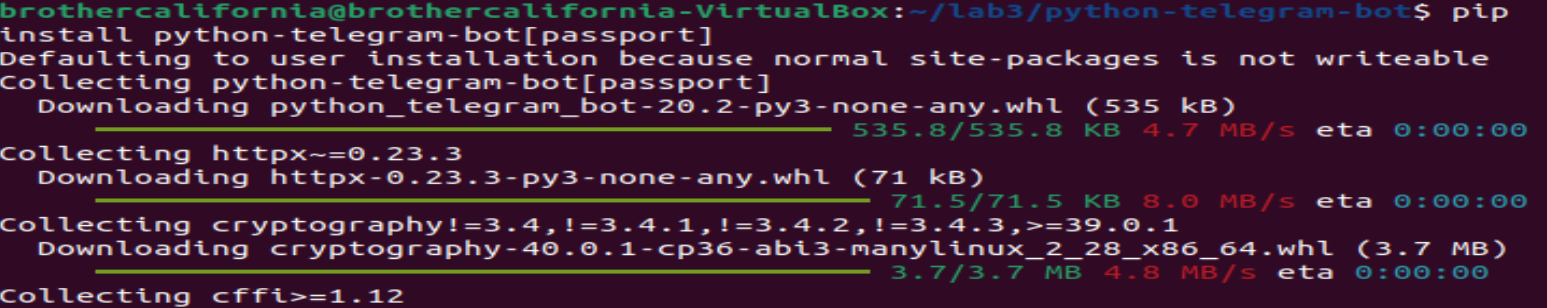 brothercalifornia@brothercalifornia-VirtualBox:~/lab3/python-telegram-bot$ pip
install python-telegram-bot[passport]
Defaulting to user installation because normal site-packages is not writeable
Collecting python-telegram-bot[passport]
  Downloading python_telegram_bot-20.2-py3-none-any.whl (535 kB)
535.8/535.8 KB 4.7 MB/s eta 0:00:00
Collecting httpx~=0.23.3
  Downloading httpx-0.23.3-py3-none-any.whl (71 kB)
71.5/71.5 KB 8.0 MB/s eta 0:00:00
Collecting cryptography!=3.4,!=3.4.1,!=3.4.2,!=3.4.3,>=39.0.1
  Downloading cryptography-40.0.1-cp36-abi3-manylinux_2_28_x86_64.whl (3.7 MB)
3.7/3.7 MB 4.8 MB/s eta 0:00:00
Collecting cffi>=1.12